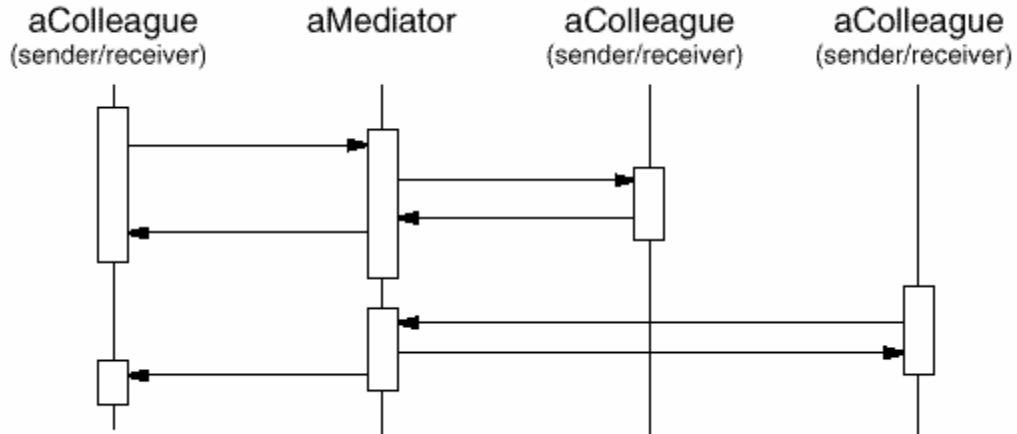 aColleague
(sender/receiver)
aMediator
aColleague
(sender/receiver)
aColleague
(sender/receiver)